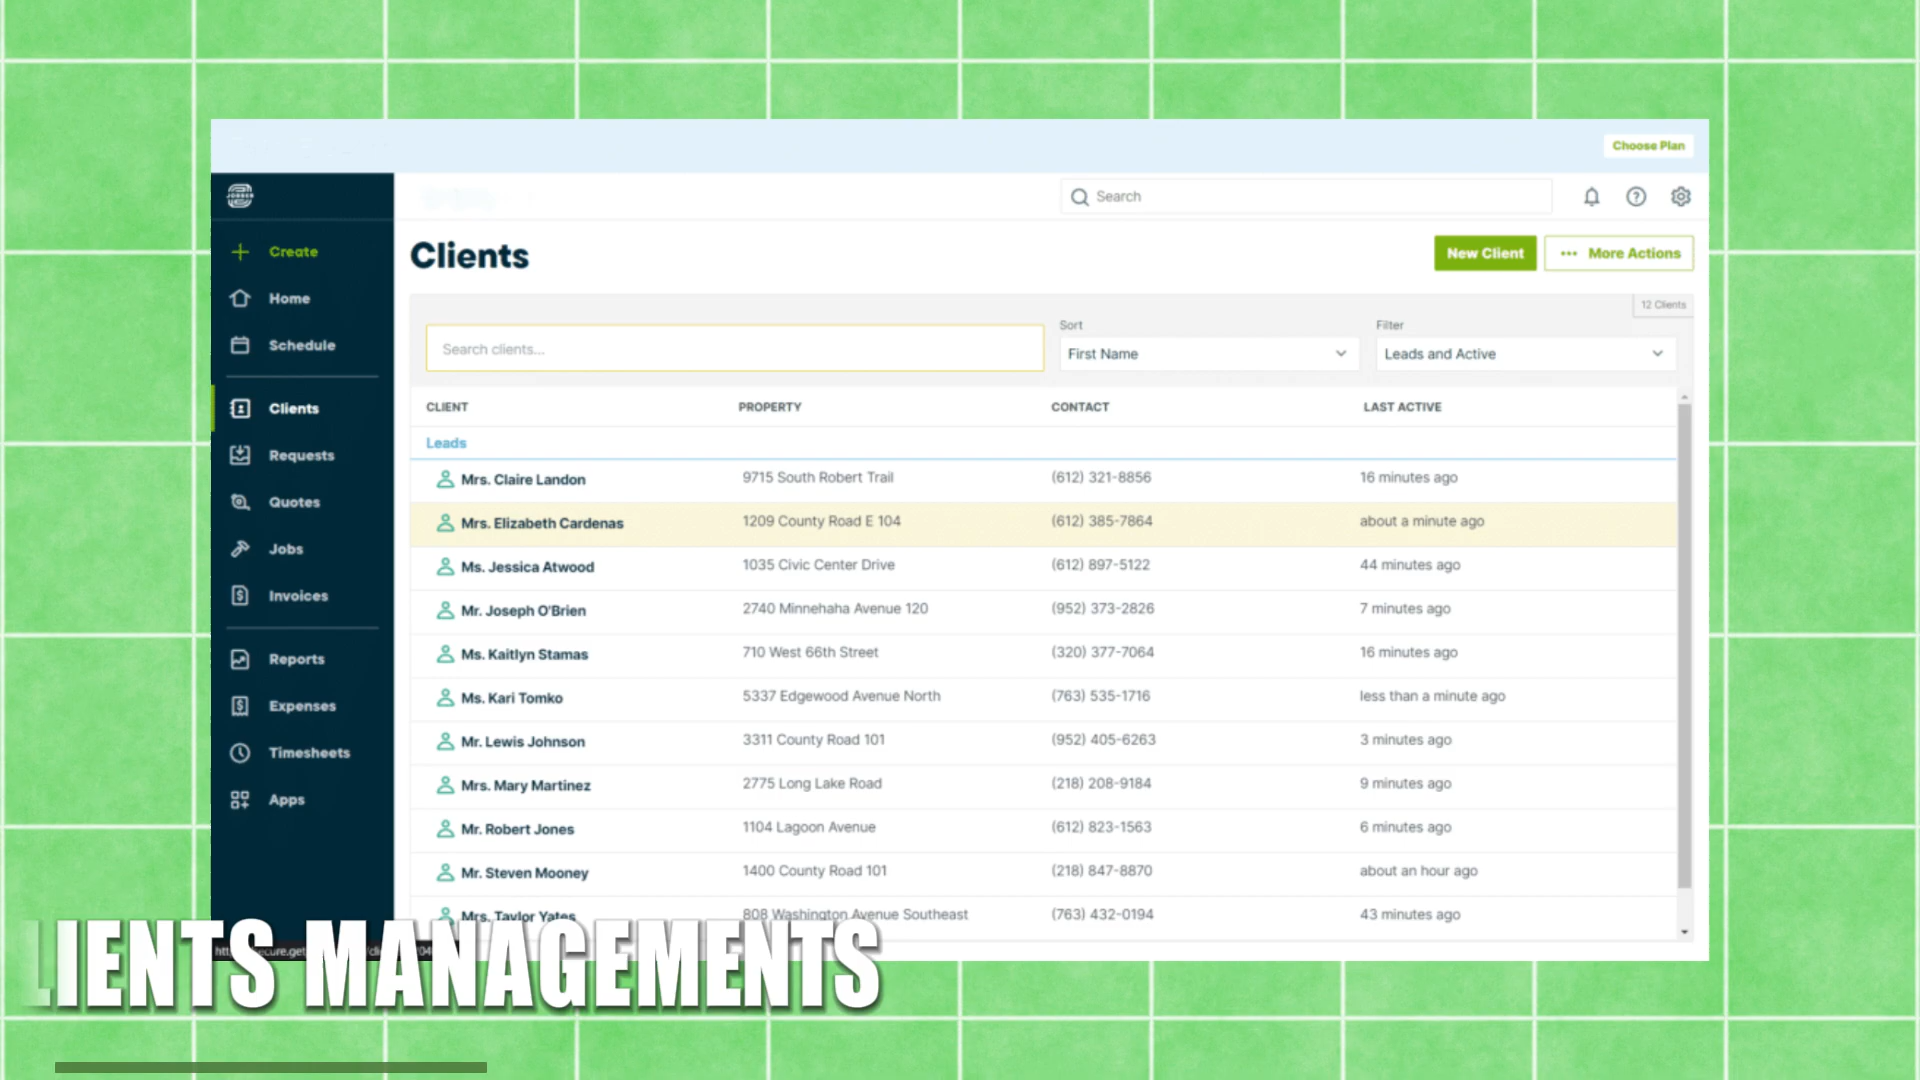 Choose Plan
JOBBER
Search
Create
Home
Schedule
Clients
Requests
Quotes
Jobs
Invoices
Reports
Expenses
Timesheets
Apps
Clients
New Client
••• More Actions
12 Clients
Search clients...
Sort
First Name
Filter
Leads and Active
CLIENT PROPERTY CONTACT LAST ACTIVE
Leads
Mrs. Claire Landon 9715 South Robert Trail (612) 321-8856 16 minutes ago
Mrs. Elizabeth Cardenas 1209 County Road E 104 (612) 385-7864 about a minute ago
Ms. Jessica Atwood 1035 Civic Center Drive (612) 897-5122 44 minutes ago
Mr. Joseph O'Brien 2740 Minnehaha Avenue 120 (952) 373-2826 7 minutes ago
Ms. Kaitlyn Stamas 710 West 66th Street (320) 377-7064 16 minutes ago
Ms. Kari Tomko 5337 Edgewood Avenue North (763) 535-1716 less than a minute ago
Mr. Lewis Johnson 3311 County Road 101 (952) 405-6263 3 minutes ago
Mrs. Mary Martinez 2775 Long Lake Road (218) 208-9184 9 minutes ago
Mr. Robert Jones 1104 Lagoon Avenue (612) 823-1563 6 minutes ago
Mr. Steven Mooney 1400 County Road 101 (218) 847-8870 about an hour ago
Mrs. Taylor Yates 808 Washington Avenue Southeast (763) 432-0194 43 minutes ago
LIENTS MANAGEMENTS